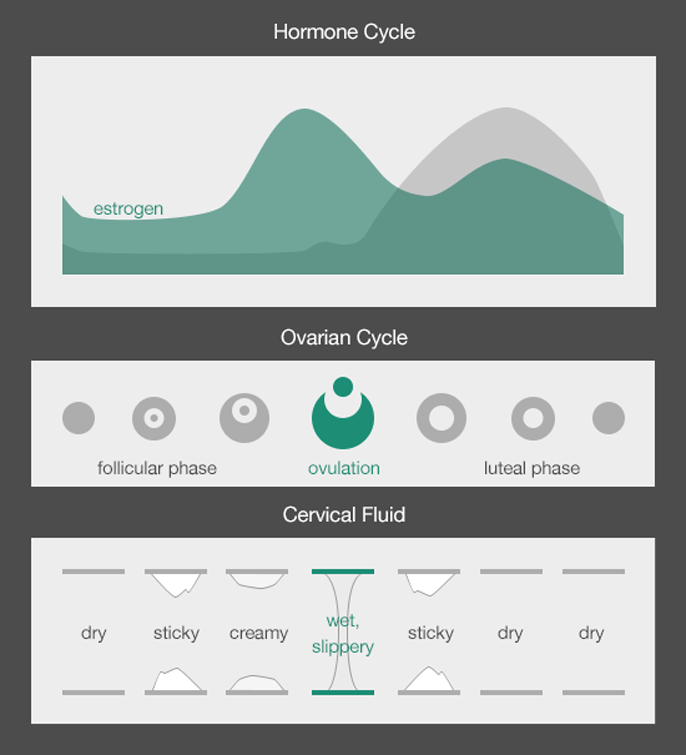 Hormone Cycle
estrogen
Ovarian Cycle
follicular phase
ovulation
luteal phase
Cervical Fluid
dry
sticky
creamy
wet,
slippery
sticky
dry
dry